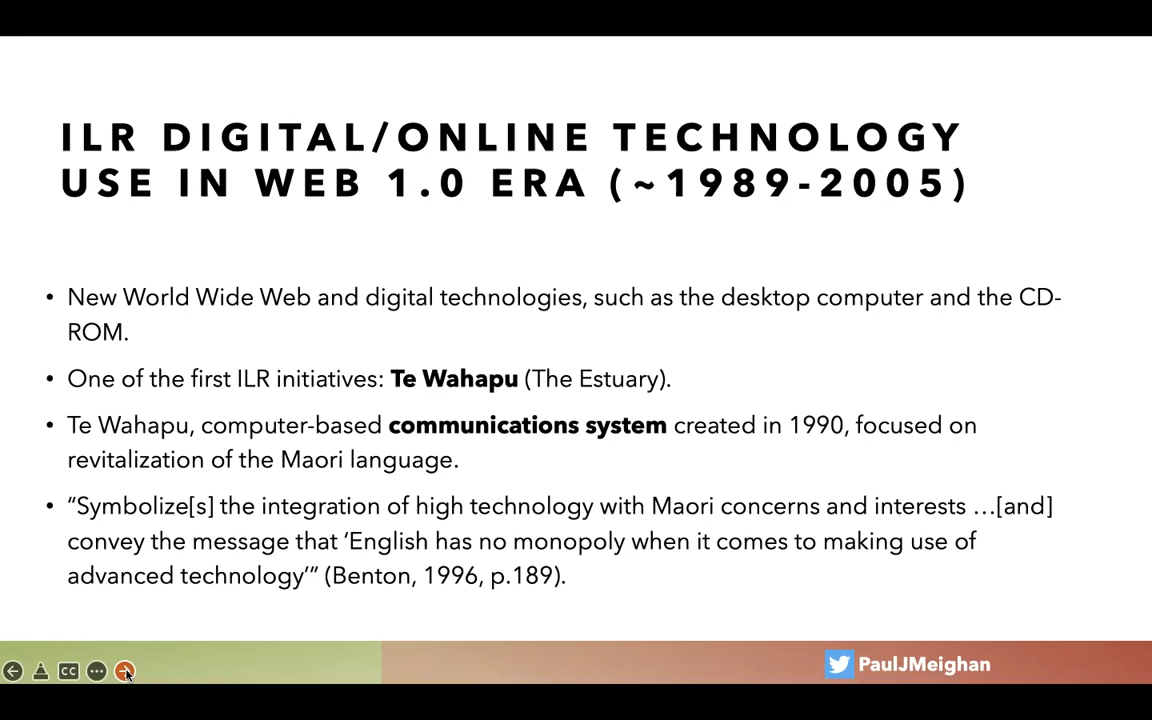 ILR DIGITAL/ONLINE TECHNOLOGY
USE IN WEB 1.0 ERA (~1989-2005)
• New World Wide Web and digital technologies, such as the desktop computer and the CD-
ROM.
• One of the first ILR initiatives: Te Wahapu (The Estuary).
• Te Wahapu, computer-based communications system created in 1990, focused on
revitalization of the Maori language.
• “Symbolize[s] the integration of high technology with Maori concerns and interests …[and]
convey the message that ‘English has no monopoly when it comes to making use of
advanced technology’” (Benton, 1996, p.189).
CC
PaulJMeighan